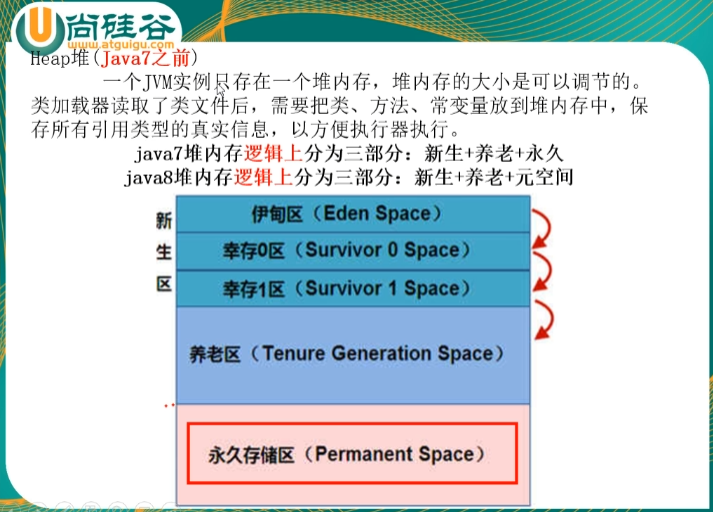 尚硅谷
www.atguigu.com
Heap堆(Java7之前)
一个JVM实例只存在一个堆内存，堆内存的大小是可以调节的。
类加载器读取了类文件后，需要把类、方法、常变量放到堆内存中，保
存所有引用类型的真实信息，以方便执行器执行。
java7堆内存逻辑上分为三部分：新生+养老+永久
java8堆内存逻辑上分为三部分：新生+养老+元空间
新
生
区
伊甸区（Eden Space）
幸存0区（Survivor 0 Space）
幸存1区（Survivor 1 Space）
养老区（Tenure Generation Space）
永久存储区（Permanent Space）